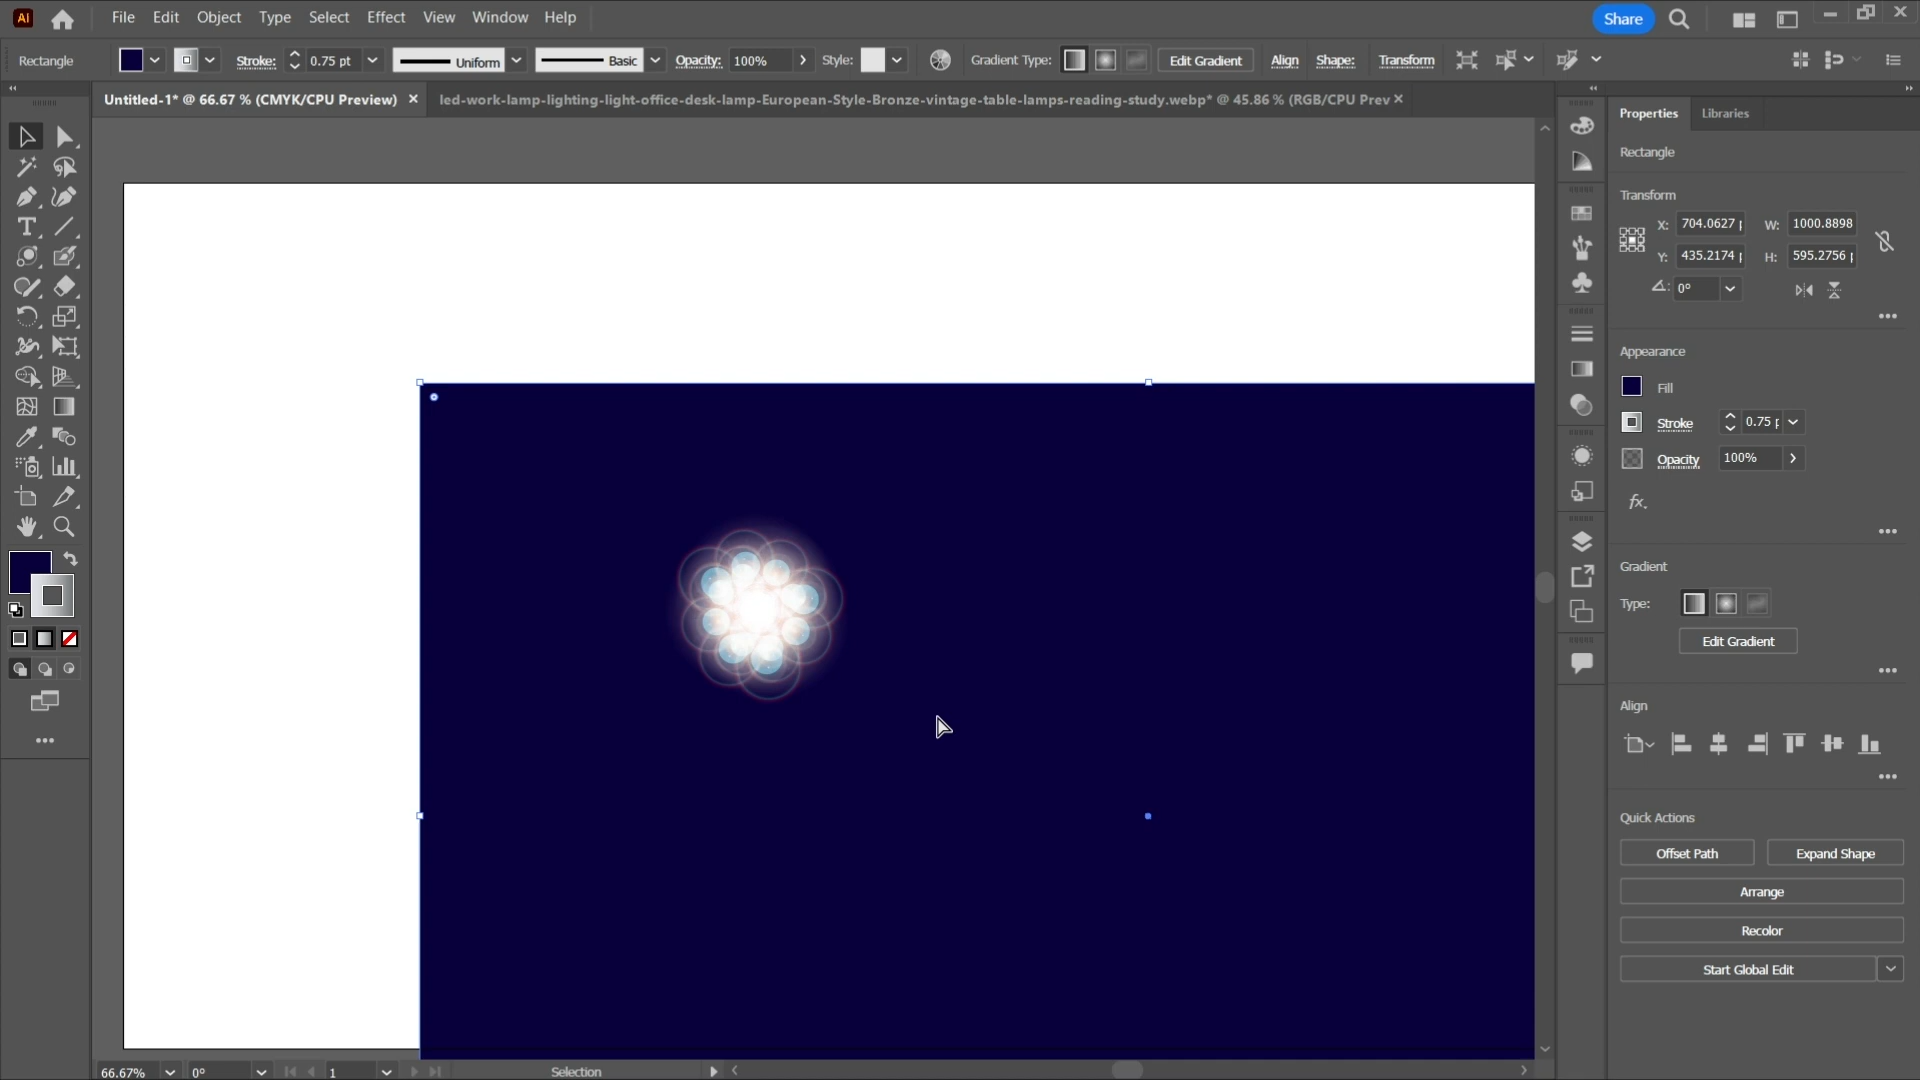 Ai File Edit Object Type Select Effect View Window Help Share
Rectangle Stroke: 0.75 pt Uniform Basic Opacity: 100% Style: Gradient Type: Edit Gradient Align Shape: Transform
Untitled-1* @ 66.67 % (CMYK/CPU Preview) × led-work-lamp-lighting-light-office-desk-lamp-European-Style-Bronze-vintage-table-lamps-reading-study.webp* @ 45.86 % (RGB/CPU Prev ×
Properties Libraries
Rectangle
Transform
X: 704.0627 W: 1000.8898
Y: 435.2174 H: 595.2756
0°
Appearance
Fill
Stroke 0.75
Opacity 100%
fx.
Gradient
Type:
Edit Gradient
Align
Quick Actions
Offset Path Expand Shape
Arrange
Recolor
Start Global Edit
66.67% 0° 1 Selection